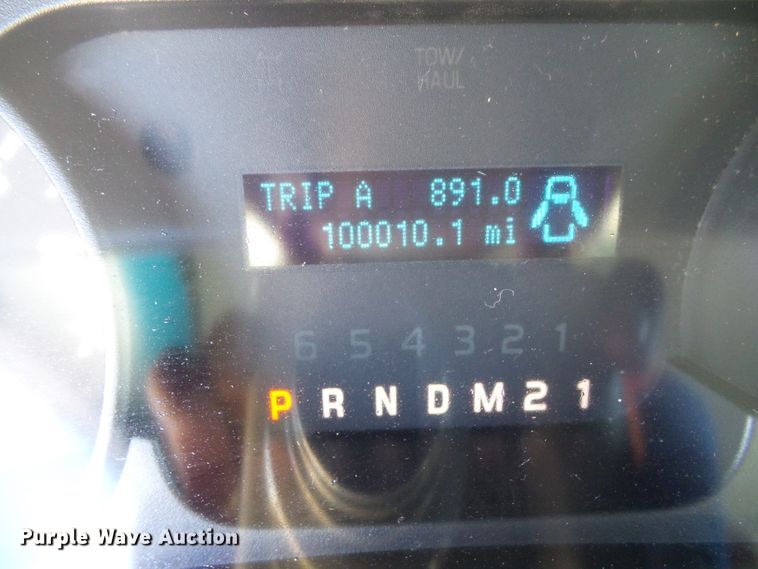 TOW/
HAUL
TRIP A 891.0
100010.1 mi
6 5 4 3 2 1
P R N D M 2 1
Purple Wave Auction